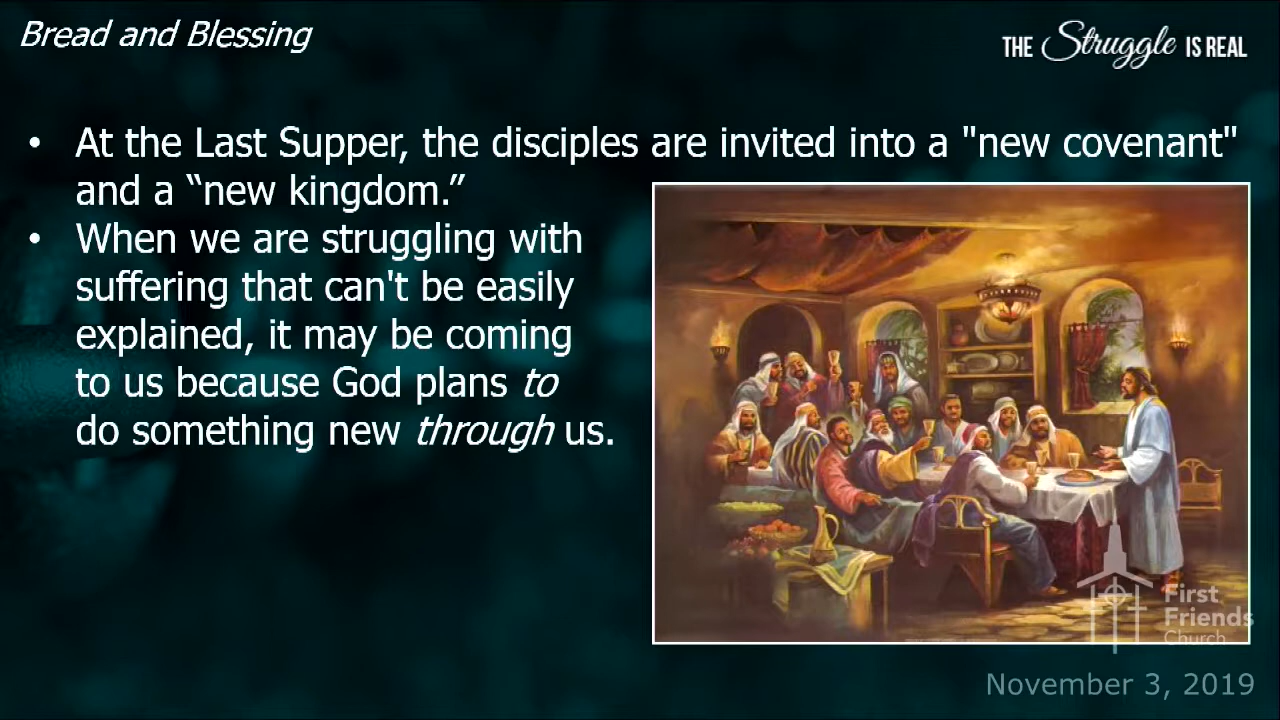 Bread and Blessing
THE Struggle IS REAL
• At the Last Supper, the disciples are invited into a "new covenant"
and a “new kingdom.”
• When we are struggling with
suffering that can't be easily
explained, it may be coming
to us because God plans to
do something new through us.
First
Friends
Church
November 3, 2019